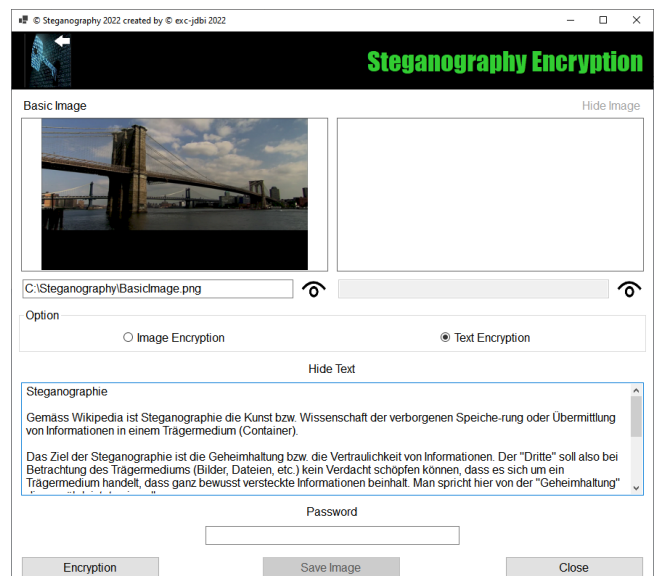 © Steganography 2022 created by © exc-jdbi 2022
Steganography Encryption
Basic Image
Hide Image
C:\Steganography\BasicImage.png
Option
Image Encryption
Text Encryption
Hide Text
Steganographie
Gemäss Wikipedia ist Steganographie die Kunst bzw. Wissenschaft der verborgenen Speiche-rung oder Übermittlung
von Informationen in einem Trägermedium (Container).
Das Ziel der Steganographie ist die Geheimhaltung bzw. die Vertraulichkeit von Informationen. Der "Dritte" soll also bei
Betrachtung des Trägermediums (Bilder, Dateien, etc.) kein Verdacht schöpfen können, dass es sich um ein
Trägermedium handelt, dass ganz bewusst versteckte Informationen beinhalt. Man spricht hier von der "Geheimhaltung"
Password
Encryption
Save Image
Close